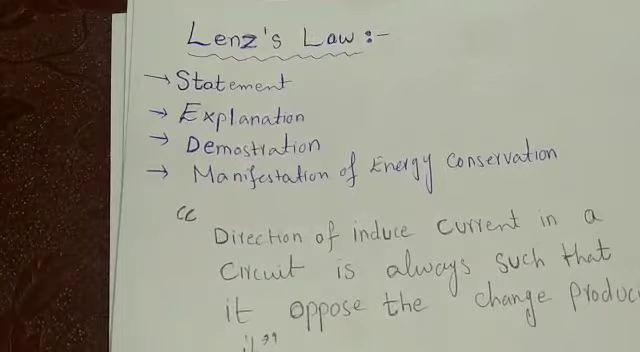 Lenz's Law :-
→ Statement
→ Explanation
→ Demostration
→ Manifestation of Energy Conservation
“
Direction of induce current in a
Circuit is always such that
it oppose the change produc
it”